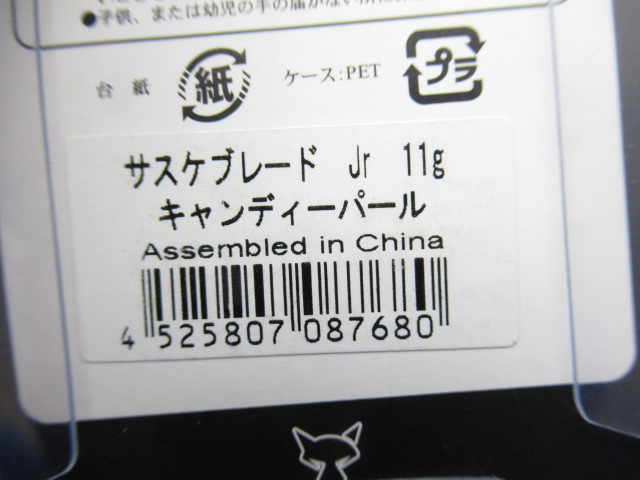 ●子供、または幼児の手の届かない所に
台 紙
紙
ケース:PET
プラ
サスケブレード Jr 11g
キャンディーパール
Assembled in China
4 525807 087680